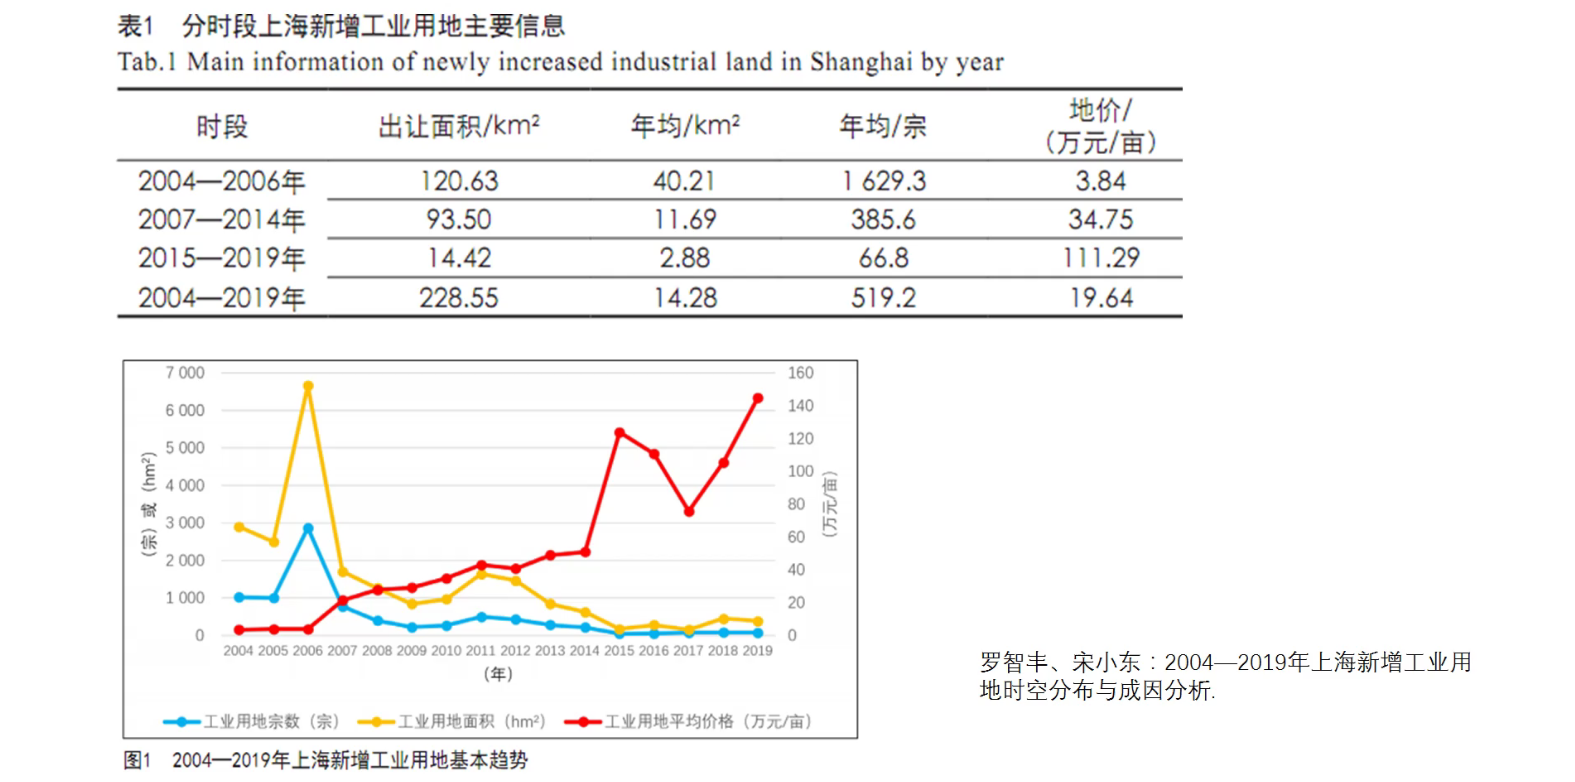 表1 分时段上海新增工业用地主要信息
Tab.1 Main information of newly increased industrial land in Shanghai by year
时段 出让面积/km² 年均/km² 年均/宗 地价/（万元/亩）
2004—2006年 120.63 40.21 1 629.3 3.84
2007—2014年 93.50 11.69 385.6 34.75
2015—2019年 14.42 2.88 66.8 111.29
2004—2019年 228.55 14.28 519.2 19.64
7 000 160
6 000 140
5 000 120
4 000 100
3 000 80
2 000 60
1 000 40
0 20
0
（宗）或（hm²）
（万元/亩）
2004 2005 2006 2007 2008 2009 2010 2011 2012 2013 2014 2015 2016 2017 2018 2019
（年）
工业用地宗数（宗） 工业用地面积（hm²） 工业用地平均价格（万元/亩）
图1 2004—2019年上海新增工业用地基本趋势
罗智丰、宋小东：2004—2019年上海新增工业用
地时空分布与成因分析.